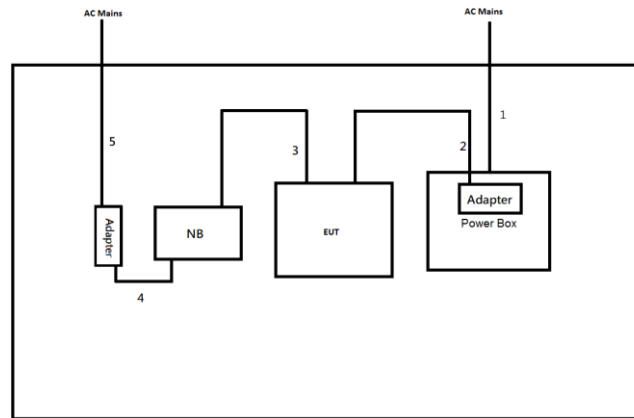 AC Mains
AC Mains
1
5
2
3
Adapter
Adapter
NB
EUT
Power Box
4